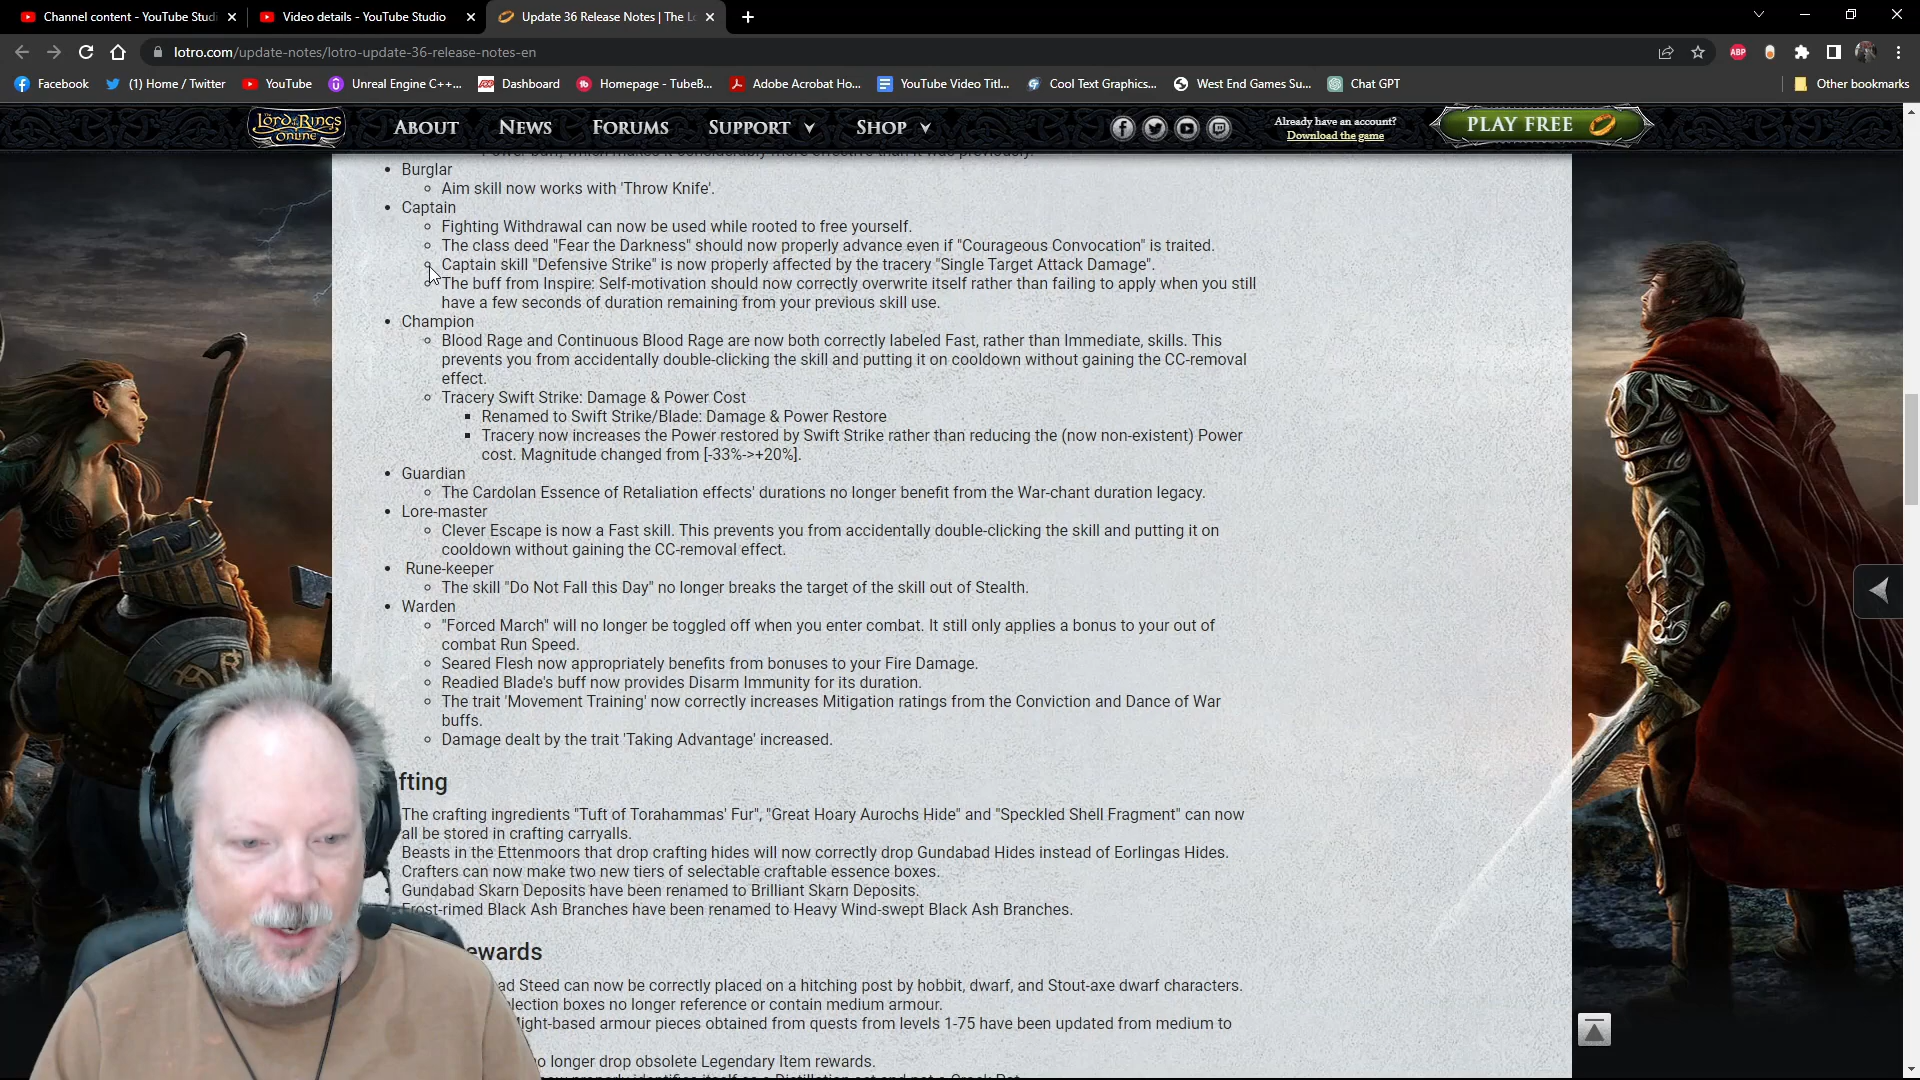 Channel content - YouTube Studi
Video details - YouTube Studio
Update 36 Release Notes | The L
lotro.com/update-notes/lotro-update-36-release-notes-en
ABP
Facebook
(1) Home / Twitter
YouTube
Unreal Engine C++...
Dashboard
Homepage - TubeB...
Adobe Acrobat Ho...
YouTube Video Titl...
Cool Text Graphics...
West End Games Su...
Chat GPT
Other bookmarks
The Lord of the Rings Online
About
News
Forums
Support
Shop
Already have an account?
Download the game
Play Free
Power burn, which makes it considerably more effective than it was previously.
Burglar
Aim skill now works with 'Throw Knife'.
Captain
Fighting Withdrawal can now be used while rooted to free yourself.
The class deed "Fear the Darkness" should now properly advance even if "Courageous Convocation" is traited.
Captain skill "Defensive Strike" is now properly affected by the tracery "Single Target Attack Damage".
The buff from Inspire: Self-motivation should now correctly overwrite itself rather than failing to apply when you still
have a few seconds of duration remaining from your previous skill use.
Champion
Blood Rage and Continuous Blood Rage are now both correctly labeled Fast, rather than Immediate, skills. This
prevents you from accidentally double-clicking the skill and putting it on cooldown without gaining the CC-removal
effect.
Tracery Swift Strike: Damage & Power Cost
Renamed to Swift Strike/Blade: Damage & Power Restore
Tracery now increases the Power restored by Swift Strike rather than reducing the (now non-existent) Power
cost. Magnitude changed from [-33%->+20%].
Guardian
The Cardolan Essence of Retaliation effects' durations no longer benefit from the War-chant duration legacy.
Lore-master
Clever Escape is now a Fast skill. This prevents you from accidentally double-clicking the skill and putting it on
cooldown without gaining the CC-removal effect.
Rune-keeper
The skill "Do Not Fall this Day" no longer breaks the target of the skill out of Stealth.
Warden
"Forced March" will no longer be toggled off when you enter combat. It still only applies a bonus to your out of
combat Run Speed.
Seared Flesh now appropriately benefits from bonuses to your Fire Damage.
Readied Blade's buff now provides Disarm Immunity for its duration.
The trait 'Movement Training' now correctly increases Mitigation ratings from the Conviction and Dance of War
buffs.
Damage dealt by the trait 'Taking Advantage' increased.
fting
The crafting ingredients "Tuft of Torahammas' Fur", "Great Hoary Aurochs Hide" and "Speckled Shell Fragment" can now
all be stored in crafting carryalls.
Beasts in the Ettenmoors that drop crafting hides will now correctly drop Gundabad Hides instead of Eorlingas Hides.
Crafters can now make two new tiers of selectable craftable essence boxes.
Gundabad Skarn Deposits have been renamed to Brilliant Skarn Deposits.
Frost-rimed Black Ash Branches have been renamed to Heavy Wind-swept Black Ash Branches.
ewards
ad Steed can now be correctly placed on a hitching post by hobbit, dwarf, and Stout-axe dwarf characters.
lection boxes no longer reference or contain medium armour.
ight-based armour pieces obtained from quests from levels 1-75 have been updated from medium to
o longer drop obsolete Legendary Item rewards.